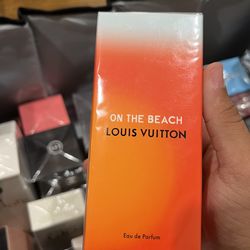 ON THE BEACH
LOUIS VUITTON
Eau de Parfum